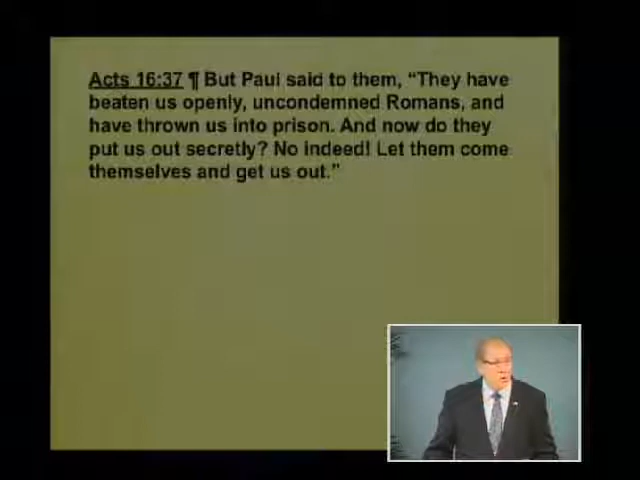 Acts 16:37 ¶ But Paul said to them, “They have
beaten us openly, uncondemned Romans, and
have thrown us into prison. And now do they
put us out secretly? No indeed! Let them come
themselves and get us out.”